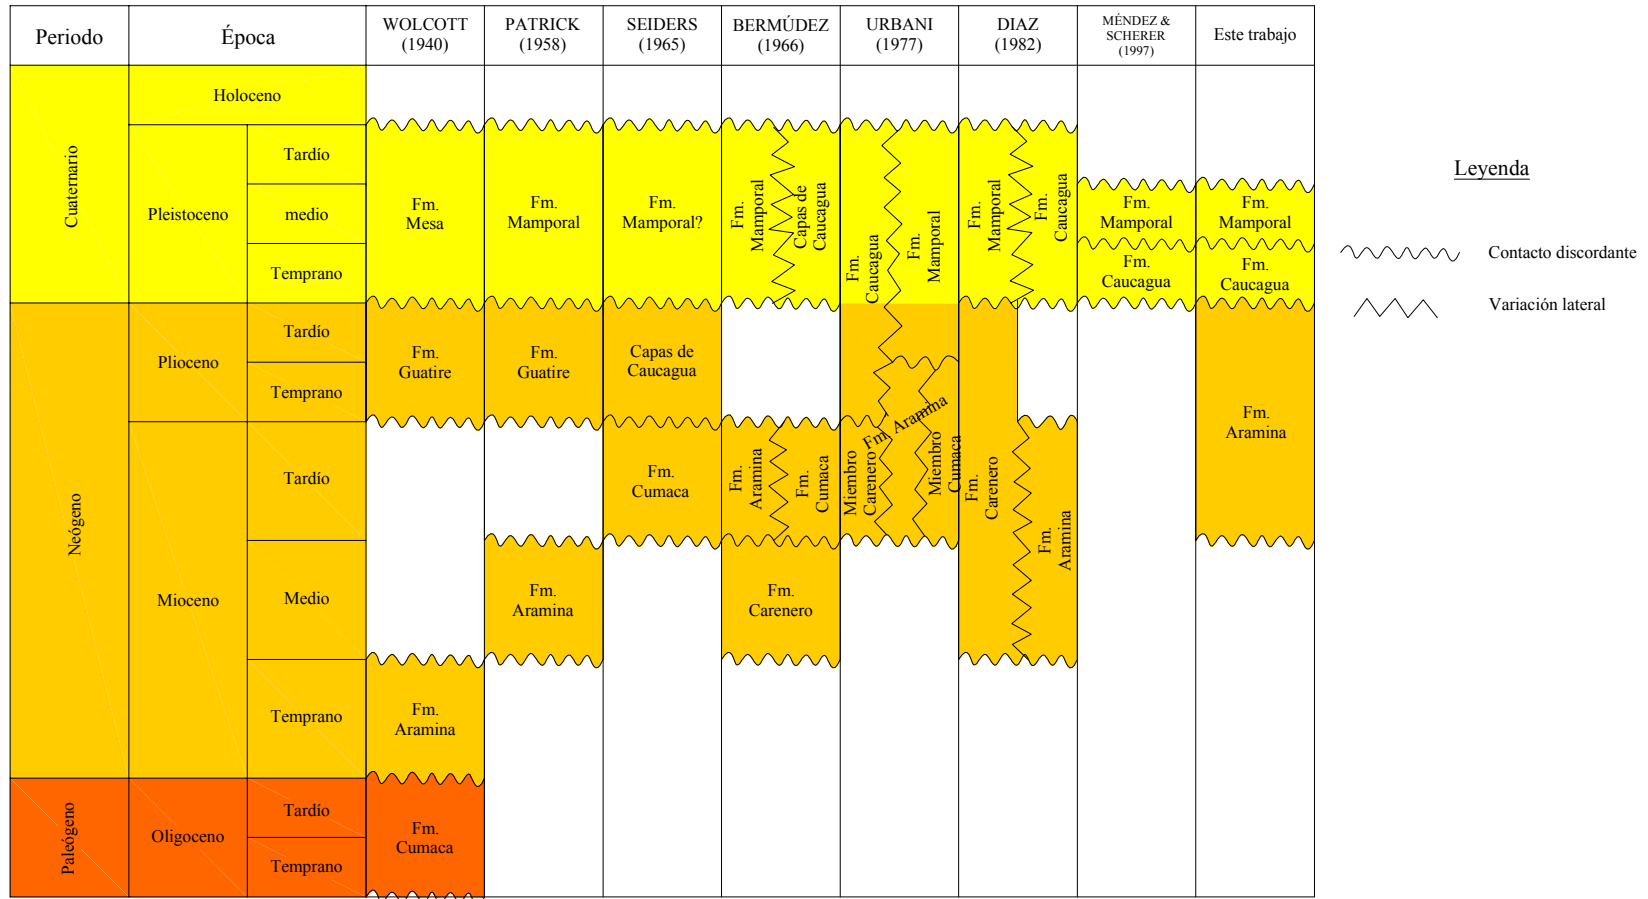 Periodo
Época
WOLCOTT
(1940)
PATRICK
(1958)
SEIDERS
(1965)
BERMÚDEZ
(1966)
URBANI
(1977)
DIAZ
(1982)
MÉNDEZ &
SCHERER
(1997)
Este trabajo
Cuaternario
Holoceno
Pleistoceno
Tardío
medio
Temprano
Fm.
Mesa
Fm.
Mamporal
Fm.
Mamporal?
Fm.
Mamporal
Capas de
Caucagua
Fm.
Caucagua
Fm.
Mamporal
Fm.
Mamporal
Fm.
Caucagua
Fm.
Mamporal
Fm.
Caucagua
Fm.
Mamporal
Fm.
Caucagua
Neógeno
Plioceno
Tardío
Temprano
Fm.
Guatire
Fm.
Guatire
Capas de
Caucagua
Mioceno
Tardío
Medio
Temprano
Fm.
Cumaca
Fm.
Aramina
Fm.
Cumaca
Miembro
Carenero
Fm. Aramina
Miembro
Cumaca
Fm.
Carenero
Fm.
Aramina
Fm.
Aramina
Fm.
Aramina
Fm.
Carenero
Fm.
Aramina
Paleógeno
Oligoceno
Tardío
Temprano
Fm.
Cumaca
Leyenda
Contacto discordante
Variación lateral